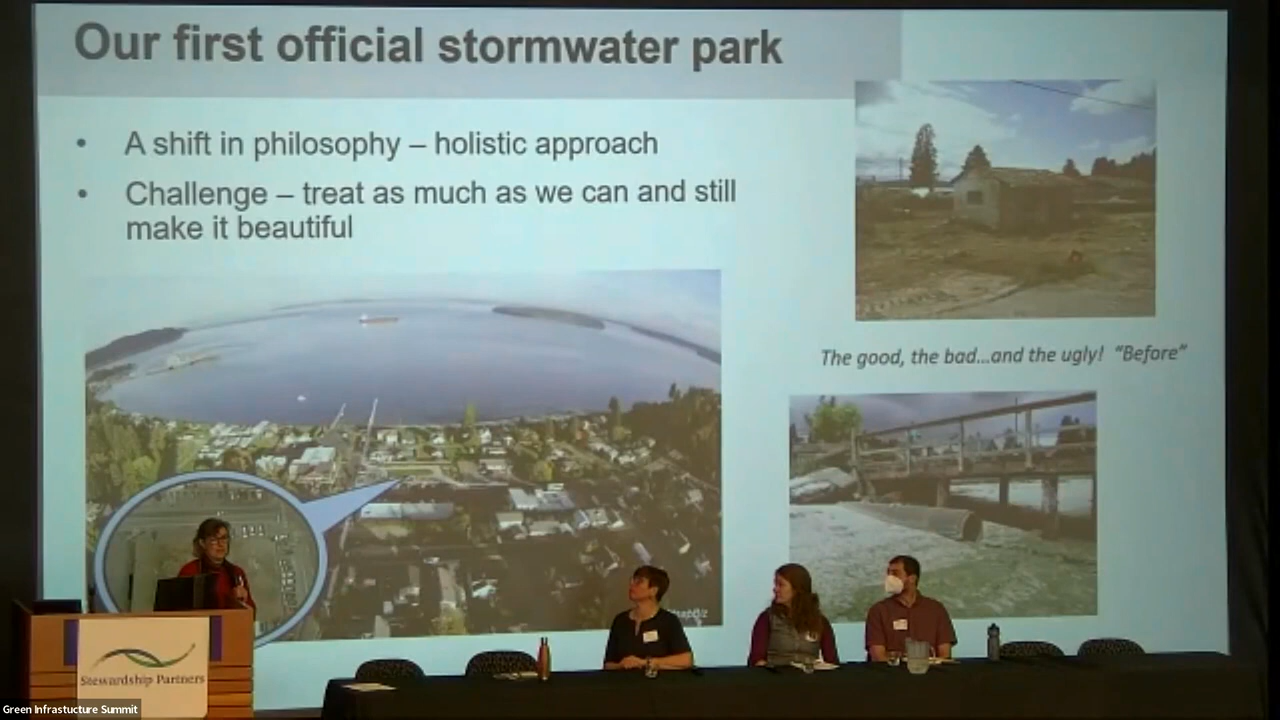 Our first official stormwater park
• A shift in philosophy – holistic approach
• Challenge – treat as much as we can and still
make it beautiful
The good, the bad...and the ugly! “Before”
Stewardship Partners
Green Infrastucture Summit